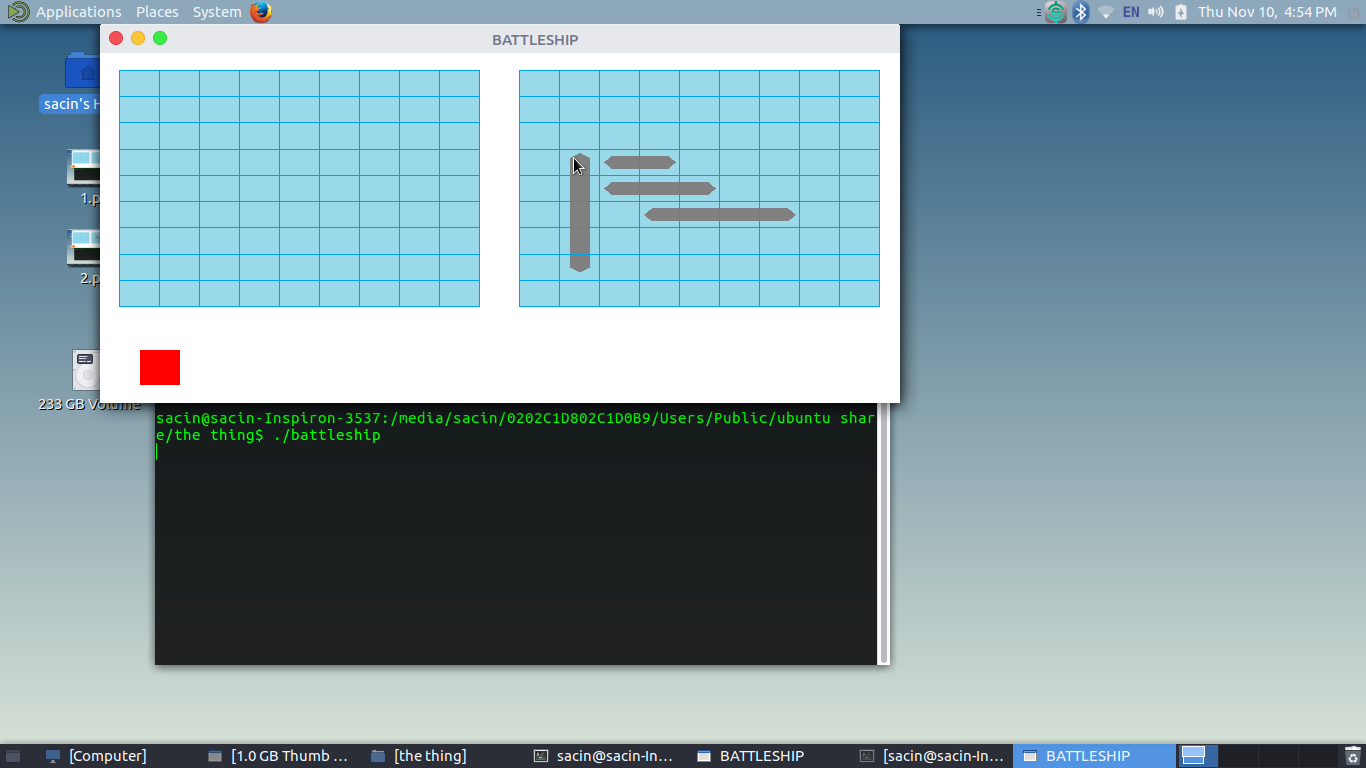 Applications Places System
EN Thu Nov 10, 4:54 PM
BATTLESHIP
sacin's H
1.p
2.p
233 GB Volume
sacin@sacin-Inspiron-3537:/media/sacin/0202C1D802C1D0B9/Users/Public/ubuntu shar
e/the thing$ ./battleship
[Computer] [1.0 GB Thumb ... [the thing] sacin@sacin-In... BATTLESHIP [sacin@sacin-In... BATTLESHIP